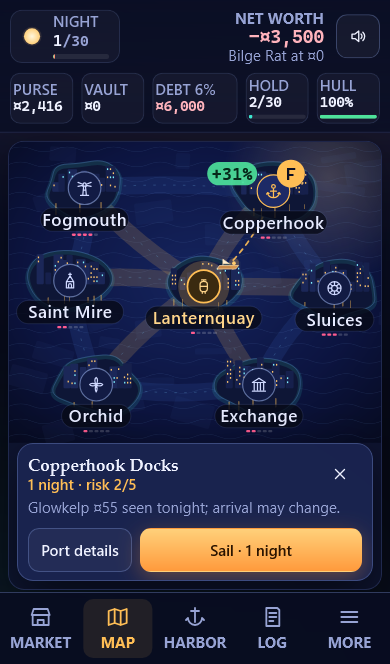 NIGHT
1/30
NET WORTH
−¤3,500
Bilge Rat at ¤0
PURSE
¤2,416
VAULT
¤0
DEBT 6%
¤6,000
HOLD
2/30
HULL
100%
+31%
F
Fogmouth
Copperhook
Saint Mire
Lanternquay
Sluices
Orchid
Exchange
Copperhook Docks
1 night · risk 2/5
Glowkelp ¤55 seen tonight; arrival may change.
Port details
Sail · 1 night
MARKET
MAP
HARBOR
LOG
MORE